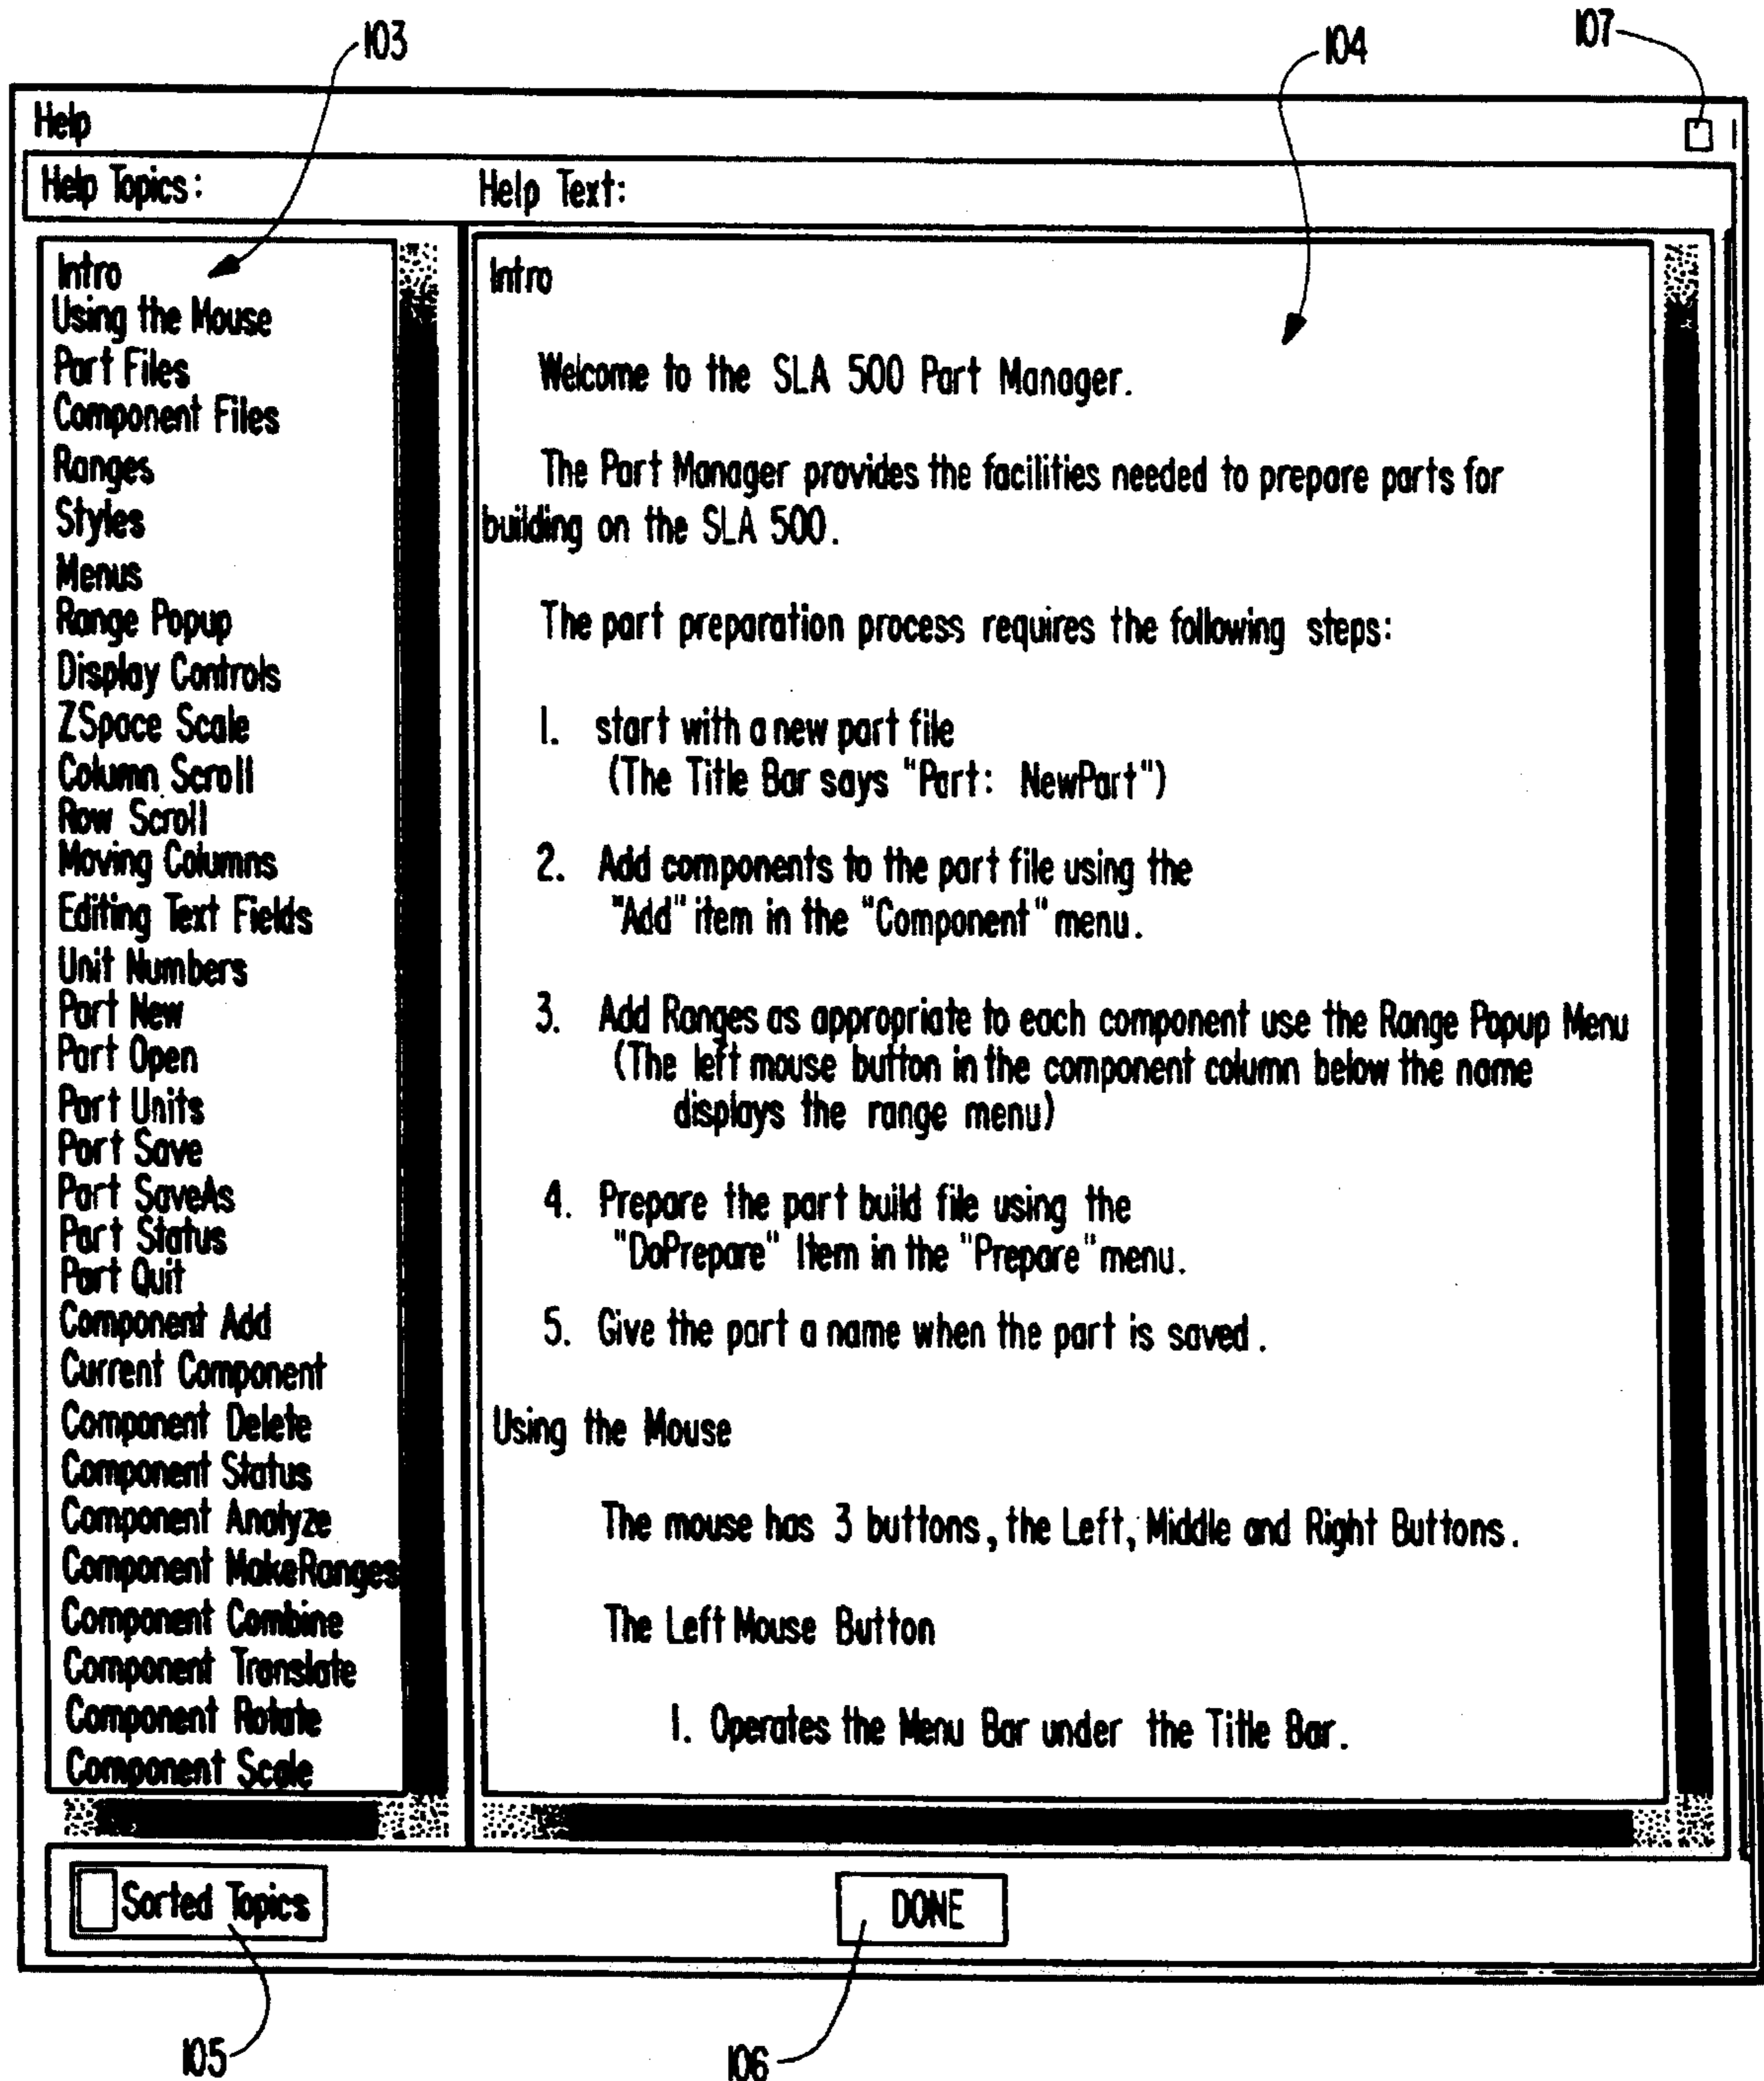 103
104
107
Help
Help Topics:
Help Text:
Intro
Using the Mouse
Part Files
Component Files
Ranges
Styles
Menus
Range Popup
Display Controls
ZSpace Scale
Column Scroll
Row Scroll
Moving Columns
Editing Text Fields
Unit Numbers
Part New
Part Open
Part Units
Part Save
Part SaveAs
Part Status
Part Quit
Component Add
Current Component
Component Delete
Component Status
Component Analyze
Component MakeRanges
Component Combine
Component Translate
Component Rotate
Component Scale
Intro
Welcome to the SLA 500 Part Manager.
The Part Manager provides the facilities needed to prepare parts for
building on the SLA 500.
The part preparation process requires the following steps:
1. start with a new part file
(The Title Bar says "Part: NewPart")
2. Add components to the part file using the
"Add" item in the "Component" menu.
3. Add Ranges as appropriate to each component use the Range Popup Menu
(The left mouse button in the component column below the name
displays the range menu)
4. Prepare the part build file using the
"DoPrepare" Item in the "Prepare" menu.
5. Give the part a name when the part is saved.
Using the Mouse
The mouse has 3 buttons, the Left, Middle and Right Buttons.
The Left Mouse Button
1. Operates the Menu Bar under the Title Bar.
Sorted Topics
DONE
105
106